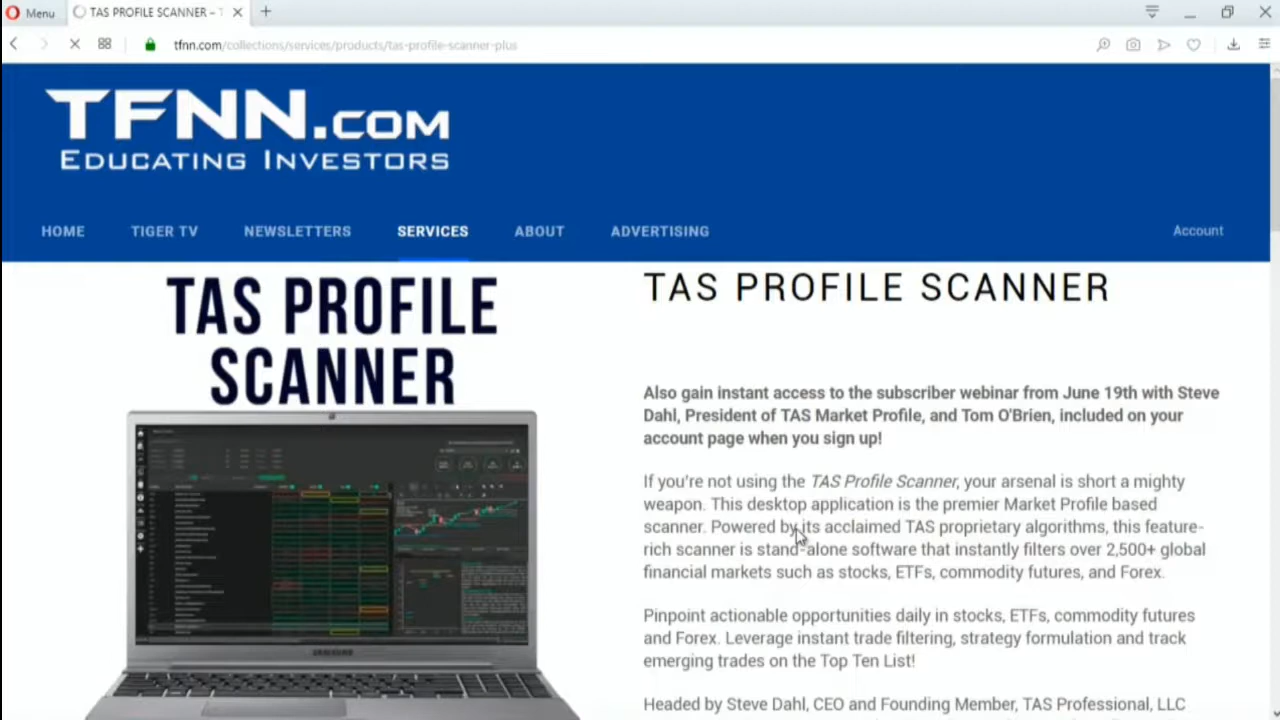 Menu
TAS PROFILE SCANNER – T
tfnn.com/collections/services/products/tas-profile-scanner-plus
TFNN.COM
EDUCATING INVESTORS
HOME TIGER TV NEWSLETTERS SERVICES ABOUT ADVERTISING Account
TAS PROFILE
SCANNER
SAMSUNG
TAS PROFILE SCANNER
Also gain instant access to the subscriber webinar from June 19th with Steve
Dahl, President of TAS Market Profile, and Tom O'Brien, included on your
account page when you sign up!
If you're not using the TAS Profile Scanner, your arsenal is short a mighty
weapon. This desktop application is the premier Market Profile based
scanner. Powered by its acclaimed TAS proprietary algorithms, this feature-
rich scanner is stand-alone software that instantly filters over 2,500+ global
financial markets such as stocks, ETFs, commodity futures, and Forex.
Pinpoint actionable opportunities daily in stocks, ETFs, commodity futures
and Forex. Leverage instant trade filtering, strategy formulation and track
emerging trades on the Top Ten List!
Headed by Steve Dahl, CEO and Founding Member, TAS Professional, LLC